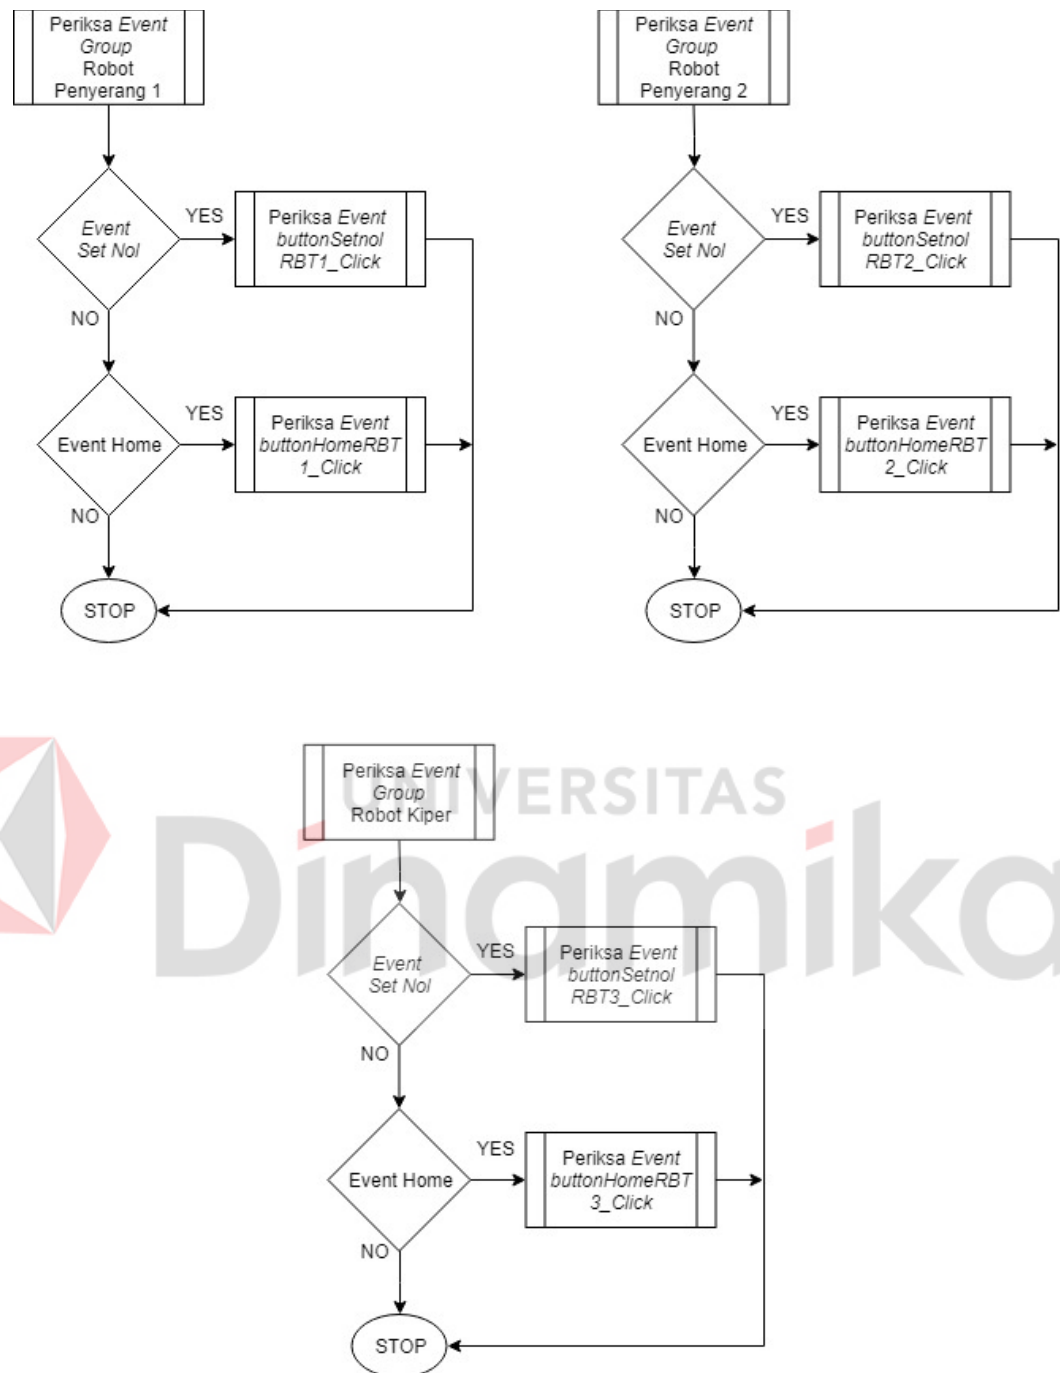 Periksa Event
Group
Robot
Penyerang 1
Event
Set Nol
YES
Periksa Event
buttonSetnol
RBT1_Click
NO
Event Home
YES
Periksa Event
buttonHomeRBT
1_Click
NO
STOP
Periksa Event
Group
Robot
Penyerang 2
Event
Set Nol
YES
Periksa Event
buttonSetnol
RBT2_Click
NO
Event Home
YES
Periksa Event
buttonHomeRBT
2_Click
NO
STOP
Periksa Event
Group
Robot Kiper
UNIVERSITAS
Dinamika
Event
Set Nol
YES
Periksa Event
buttonSetnol
RBT3_Click
NO
Event Home
YES
Periksa Event
buttonHomeRBT
3_Click
NO
STOP